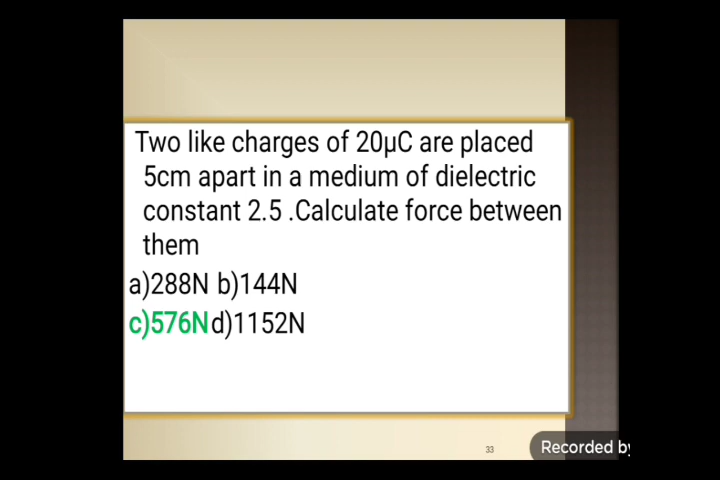 Two like charges of 20µC are placed
5cm apart in a medium of dielectric
constant 2.5 .Calculate force between
them
a)288N b)144N
c)576N d)1152N
33
Recorded by